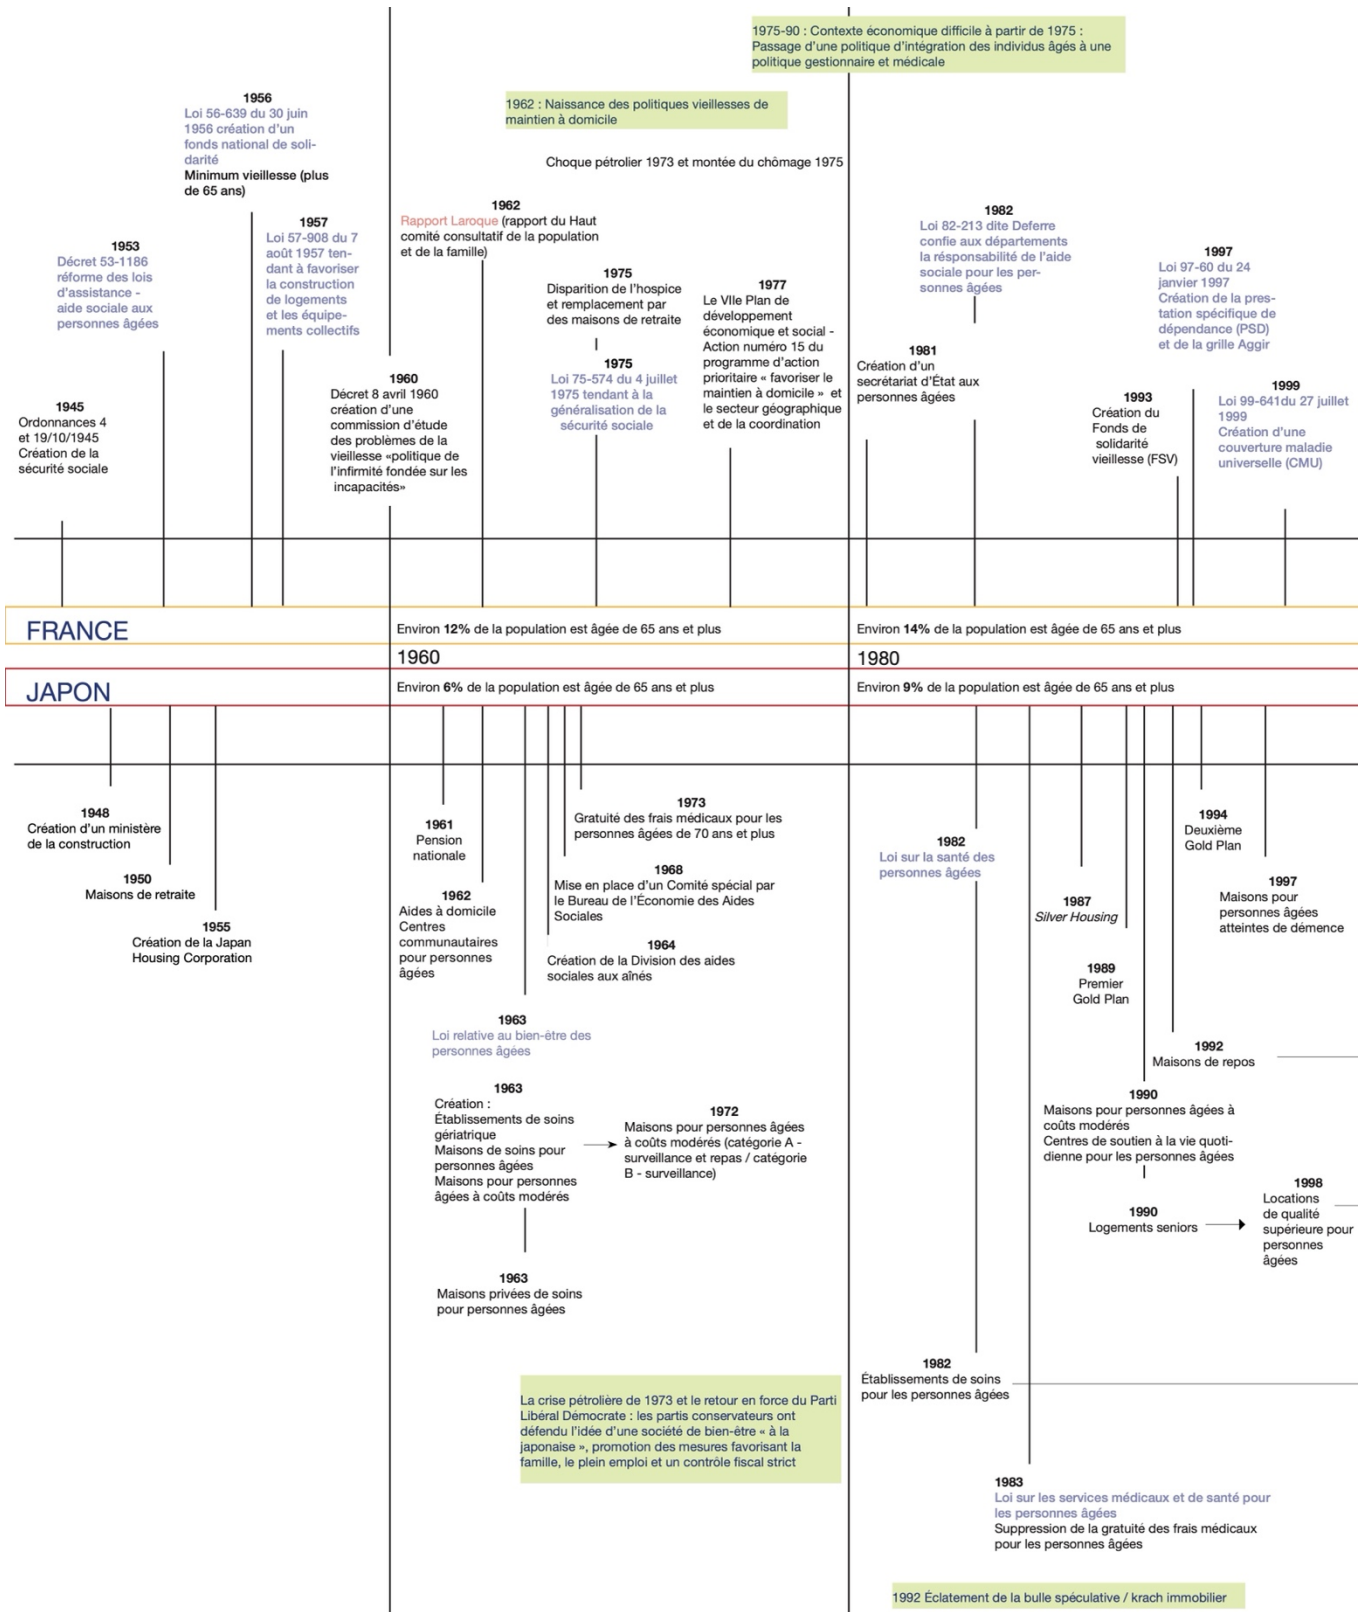 1975-90 : Contexte économique difficile à partir de 1975 :
Passage d'une politique d'intégration des individus âgés à une
politique gestionnaire et médicale
1962 : Naissance des politiques vieillesses de
maintien à domicile
Choque pétrolier 1973 et montée du chômage 1975
1945
Ordonnances 4
et 19/10/1945
Création de la
sécurité sociale
1953
Décret 53-1186
réforme des lois
d'assistance -
aide sociale aux
personnes âgées
1956
Loi 56-639 du 30 juin
1956 création d'un
fonds national de soli-
darité
Minimum vieillesse (plus
de 65 ans)
1957
Loi 57-908 du 7
août 1957 ten-
dant à favoriser
la construction
de logements
et les équipe-
ments collectifs
1960
Décret 8 avril 1960
création d'une
commission d'étude
des problèmes de la
vieillesse «politique de
l'infirmité fondée sur les
incapacités»
1962
Rapport Laroque (rapport du Haut
comité consultatif de la population
et de la famille)
1975
Disparition de l'hospice
et remplacement par
des maisons de retraite
1975
Loi 75-574 du 4 juillet
1975 tendant à la
généralisation de la
sécurité sociale
1977
Le VIIe Plan de
développement
économique et social -
Action numéro 15 du
programme d'action
prioritaire « favoriser le
maintien à domicile » et
le secteur géographique
et de la coordination
1981
Création d'un
secrétariat d'État aux
personnes âgées
1982
Loi 82-213 dite Deferre
confie aux départements
la résponsabilité de l'aide
sociale pour les per-
sonnes âgées
1993
Création du
Fonds de
solidarité
vieillesse (FSV)
1997
Loi 97-60 du 24
janvier 1997
Création de la pres-
tation spécifique de
dépendance (PSD)
et de la grille Aggir
1999
Loi 99-641du 27 juillet
1999
Création d'une
couverture maladie
universelle (CMU)
FRANCE
Environ 12% de la population est âgée de 65 ans et plus
Environ 14% de la population est âgée de 65 ans et plus
1960
1980
JAPON
Environ 6% de la population est âgée de 65 ans et plus
Environ 9% de la population est âgée de 65 ans et plus
1948
Création d'un ministère
de la construction
1950
Maisons de retraite
1955
Création de la Japan
Housing Corporation
1961
Pension
nationale
1962
Aides à domicile
Centres
communautaires
pour personnes
âgées
1973
Gratuité des frais médicaux pour les
personnes âgées de 70 ans et plus
1968
Mise en place d'un Comité spécial par
le Bureau de l'Économie des Aides
Sociales
1964
Création de la Division des aides
sociales aux aînés
1963
Loi relative au bien-être des
personnes âgées
1963
Création :
Établissements de soins
gériatrique
Maisons de soins pour
personnes âgées
Maisons pour personnes
âgées à coûts modérés
1972
Maisons pour personnes âgées
à coûts modérés (catégorie A -
surveillance et repas / catégorie
B - surveillance)
1963
Maisons privées de soins
pour personnes âgées
La crise pétrolière de 1973 et le retour en force du Parti
Libéral Démocrate : les partis conservateurs ont
défendu l'idée d'une société de bien-être « à la
japonaise », promotion des mesures favorisant la
famille, le plein emploi et un contrôle fiscal strict
1982
Loi sur la santé des
personnes âgées
1987
Silver Housing
1989
Premier
Gold Plan
1994
Deuxième
Gold Plan
1997
Maisons pour
personnes âgées
atteintes de démence
1992
Maisons de repos
1990
Maisons pour personnes âgées à
coûts modérés
Centres de soutien à la vie quoti-
dienne pour les personnes âgées
1990
Logements seniors
1998
Locations
de qualité
supérieure pour
personnes
âgées
1982
Établissements de soins
pour les personnes âgées
1983
Loi sur les services médicaux et de santé pour
les personnes âgées
Suppression de la gratuité des frais médicaux
pour les personnes âgées
1992 Éclatement de la bulle spéculative / krach immobilier